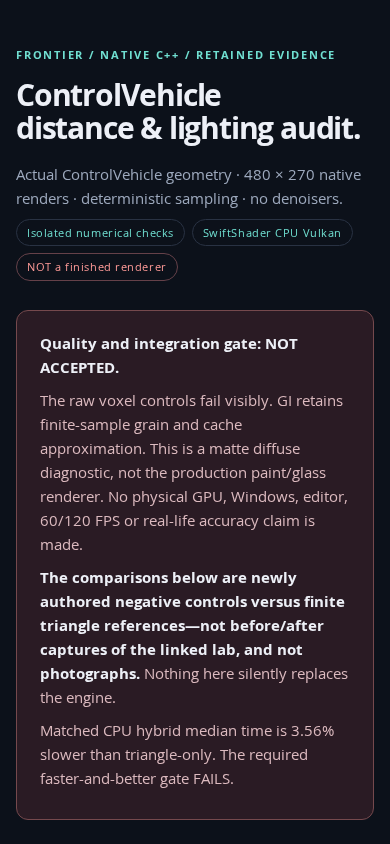 FRONTIER / NATIVE C++ / RETAINED EVIDENCE
ControlVehicle
distance & lighting audit.
Actual ControlVehicle geometry · 480 × 270 native
renders · deterministic sampling · no denoisers.
Isolated numerical checks
SwiftShader CPU Vulkan
NOT a finished renderer
Quality and integration gate: NOT
ACCEPTED.
The raw voxel controls fail visibly. GI retains
finite-sample grain and cache
approximation. This is a matte diffuse
diagnostic, not the production paint/glass
renderer. No physical GPU, Windows, editor,
60/120 FPS or real-life accuracy claim is
made.
The comparisons below are newly
authored negative controls versus finite
triangle references—not before/after
captures of the linked lab, and not
photographs. Nothing here silently replaces
the engine.
Matched CPU hybrid median time is 3.56%
slower than triangle-only. The required
faster-and-better gate FAILS.